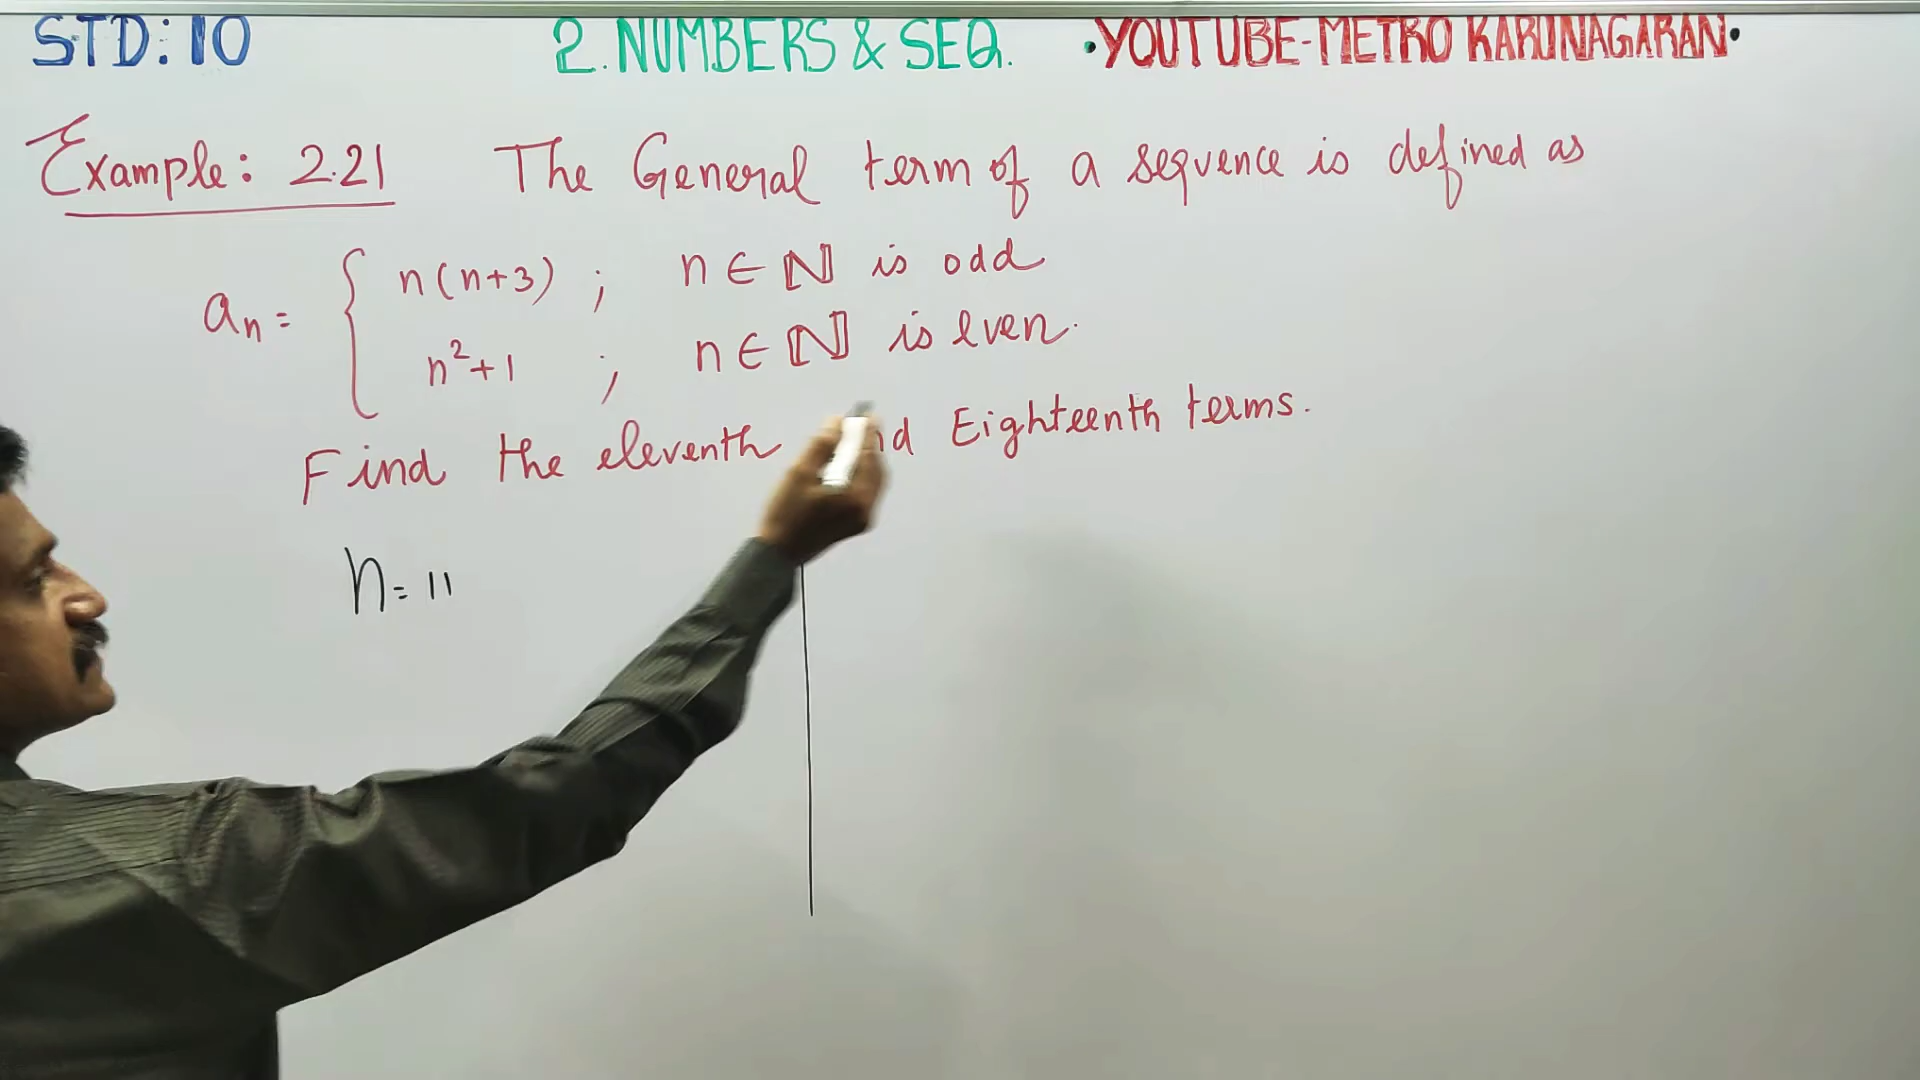 STD: 10 2. NUMBERS & SEQ. •YOUTUBE-METRO KARUNAGARAN•
Example: 2.21 The General term of a sequence is defined as
aₙ = { n(n+3) ; n ∈ ℕ is odd
n²+1 ; n ∈ ℕ is even.
Find the eleventh Eighteenth terms.
n = 11